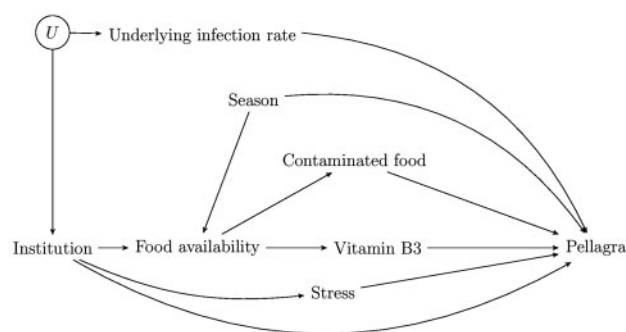 U
Underlying infection rate
Season
Contaminated food
Institution
Food availability
Vitamin B3
Pellagra
Stress